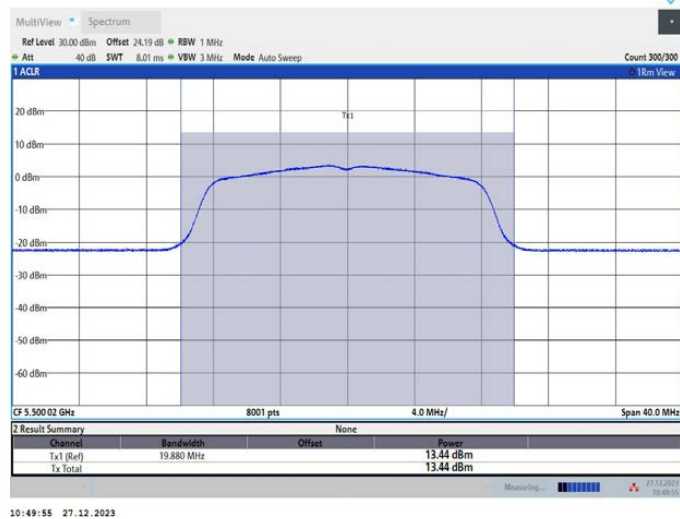 MultiView Spectrum
Ref Level 30.00 dBm Offset 24.19 dB RBW 1 MHz
Att 40 dB SWT 8.01 ms VBW 3 MHz Mode Auto Sweep Count 300/300
1 ACLR 1Rm View
Tx1
20 dBm
10 dBm
0 dBm
-10 dBm
-20 dBm
-30 dBm
-40 dBm
-50 dBm
-60 dBm
CF 5.500 02 GHz 8001 pts 4.0 MHz/ Span 40.0 MHz
2 Result Summary None
Channel Bandwidth Offset Power
Tx1 (Ref) 19.880 MHz 13.44 dBm
Tx Total 13.44 dBm
Measuring... 27.12.2023
10:49:55
10:49:55 27.12.2023